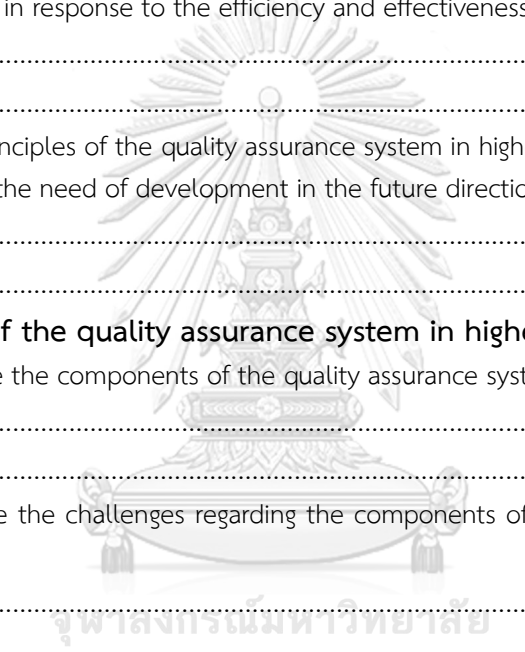 in response to the efficiency and effectiveness
nciples of the quality assurance system in high
the need of development in the future directio
f the quality assurance system in highe
e the components of the quality assurance syst
e the challenges regarding the components of
จุฬาลงกรณ์มหาวิทยาลัย